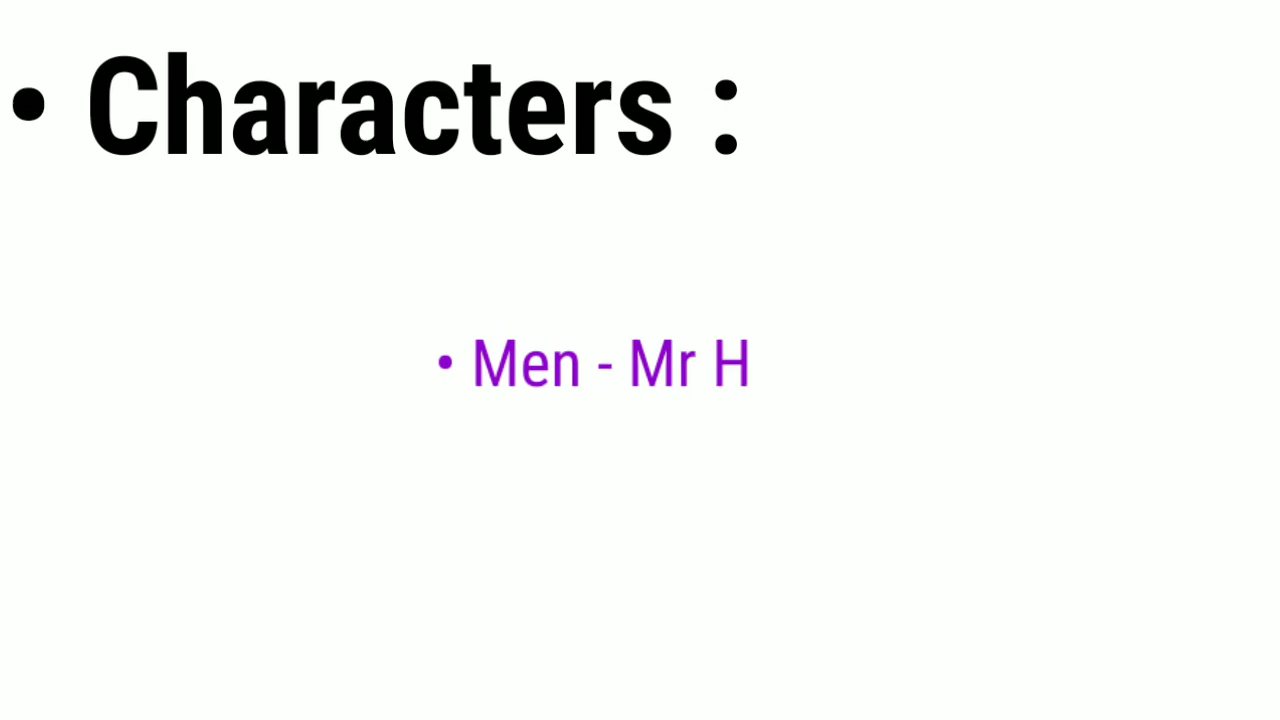 • Characters :
• Men - Mr H